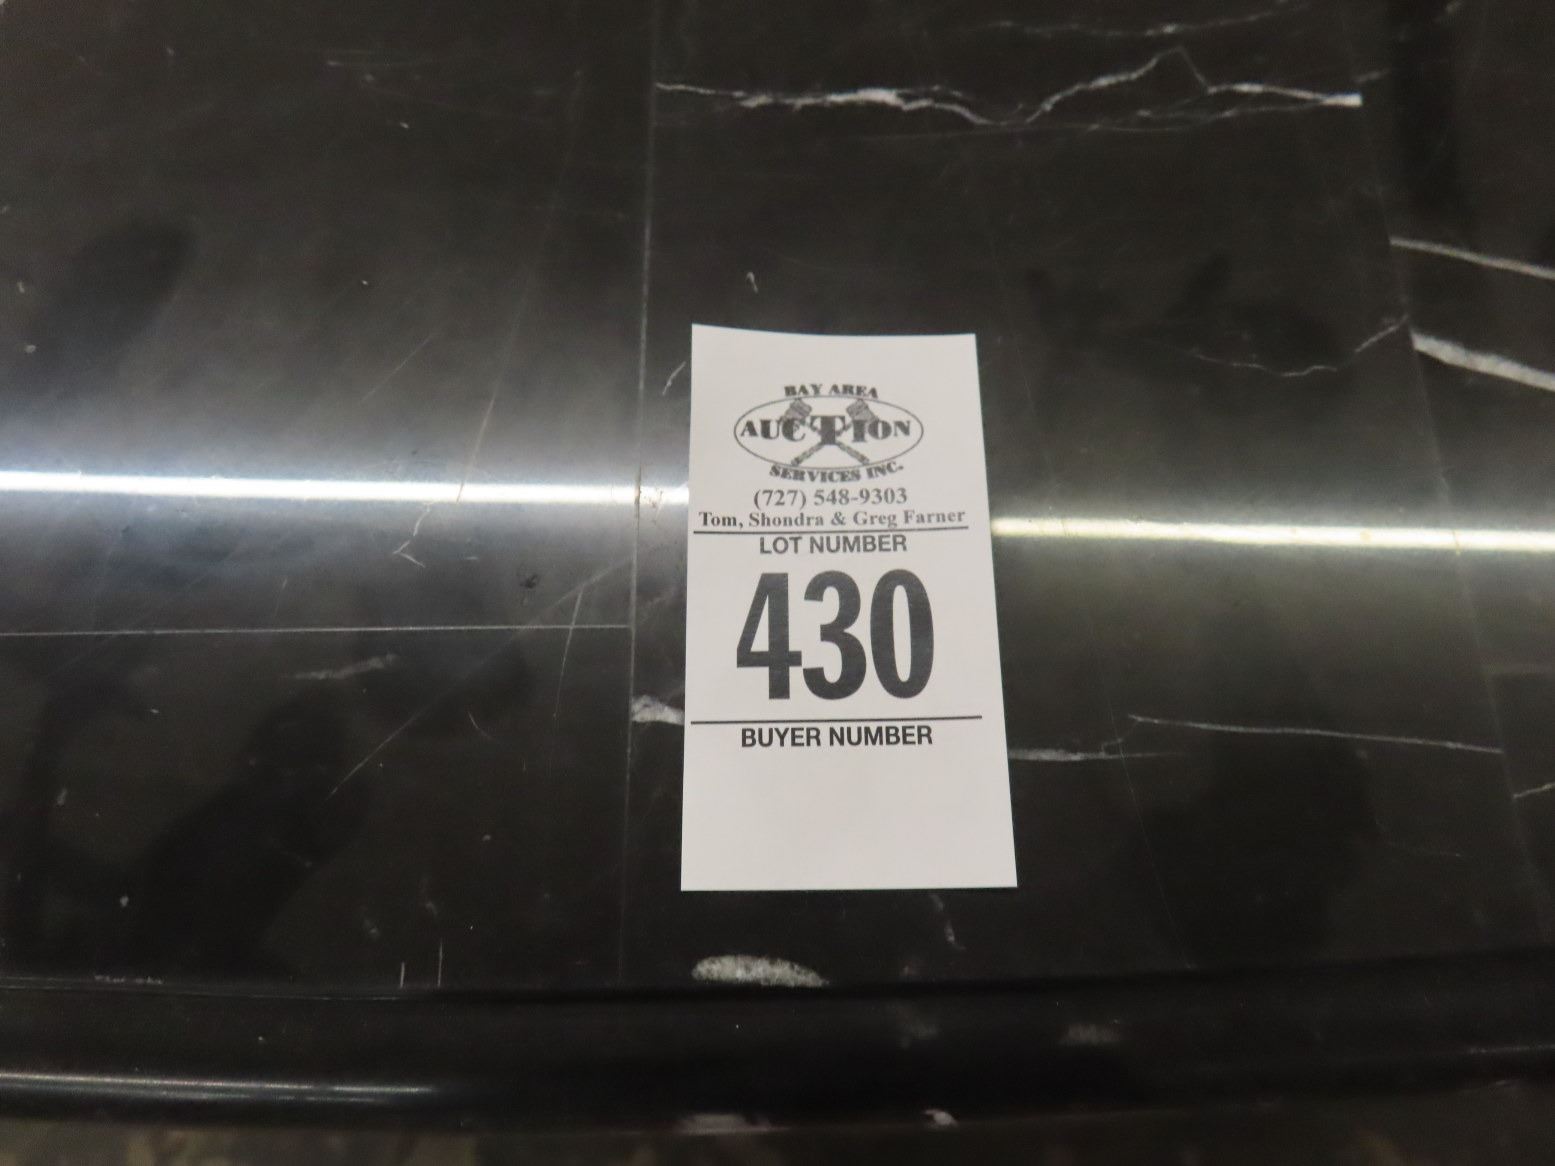 BAY AREA
AUCTION
SERVICES INC.
(727) 548-9303
Tom, Shondra & Greg Farner
LOT NUMBER
430
BUYER NUMBER